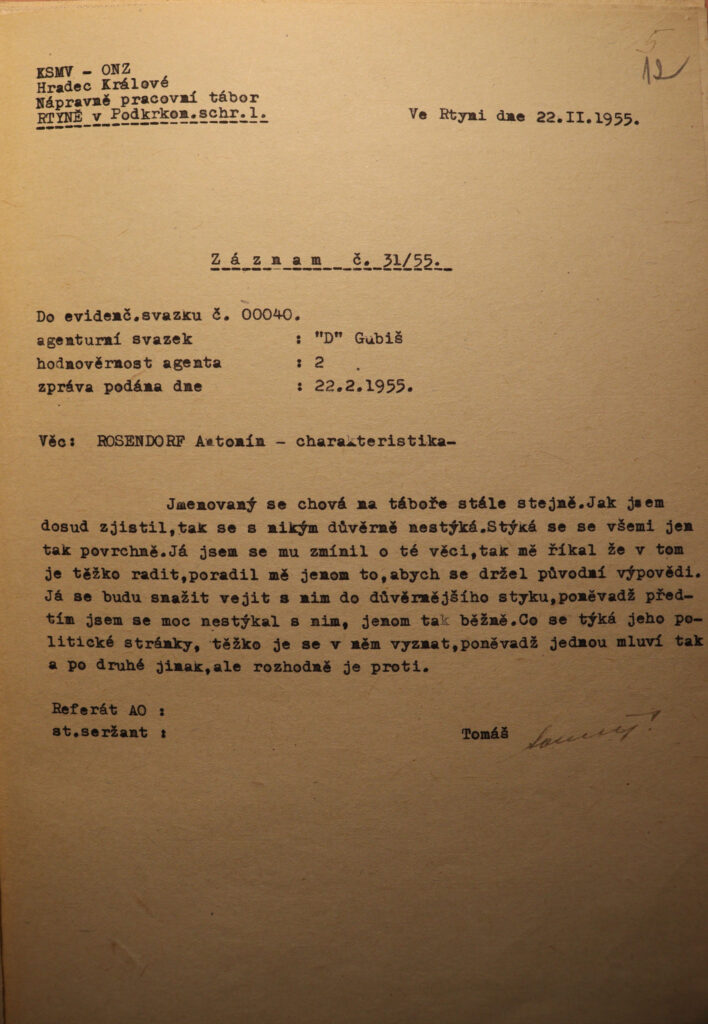 5
12
KSMV - ONZ
Hradec Králové
Nápravně pracovní tábor
RTYNĚ v Podkrkon.schr.1.
Ve Rtyni dne 22.II.1955.
Záznam č. 31/55.
Do evidenč.svazku č. 00040.
agenturní svazek : "D" Gubiš
hodnověrnost agenta : 2
zpráva podána dne : 22.2.1955.
Věc: ROSENDORF Antonín - charakteristika-
Jmenovaný se chová na táboře stále stejně.Jak jsem
dosud zjistil,tak se s nikým důvěrně nestýká.Stýká se se všemi jen
tak povrchně.Já jsem se mu zmínil o té věci,tak mě říkal že v tom
je těžko radit,poradil mě jenom to,abych se držel původní výpovědi.
Já se budu snažit vejit s nim do důvěrnějšího styku,poněvadž před-
tím jsem se moc nestýkal s nim, jenom tak běžně.Co se týká jeho po-
litické stránky, těžko je se v něm vyznat,poněvadž jednou mluví tak
a po druhé jinak,ale rozhodně je proti.
Referát AO :
st.seržant : Tomáš